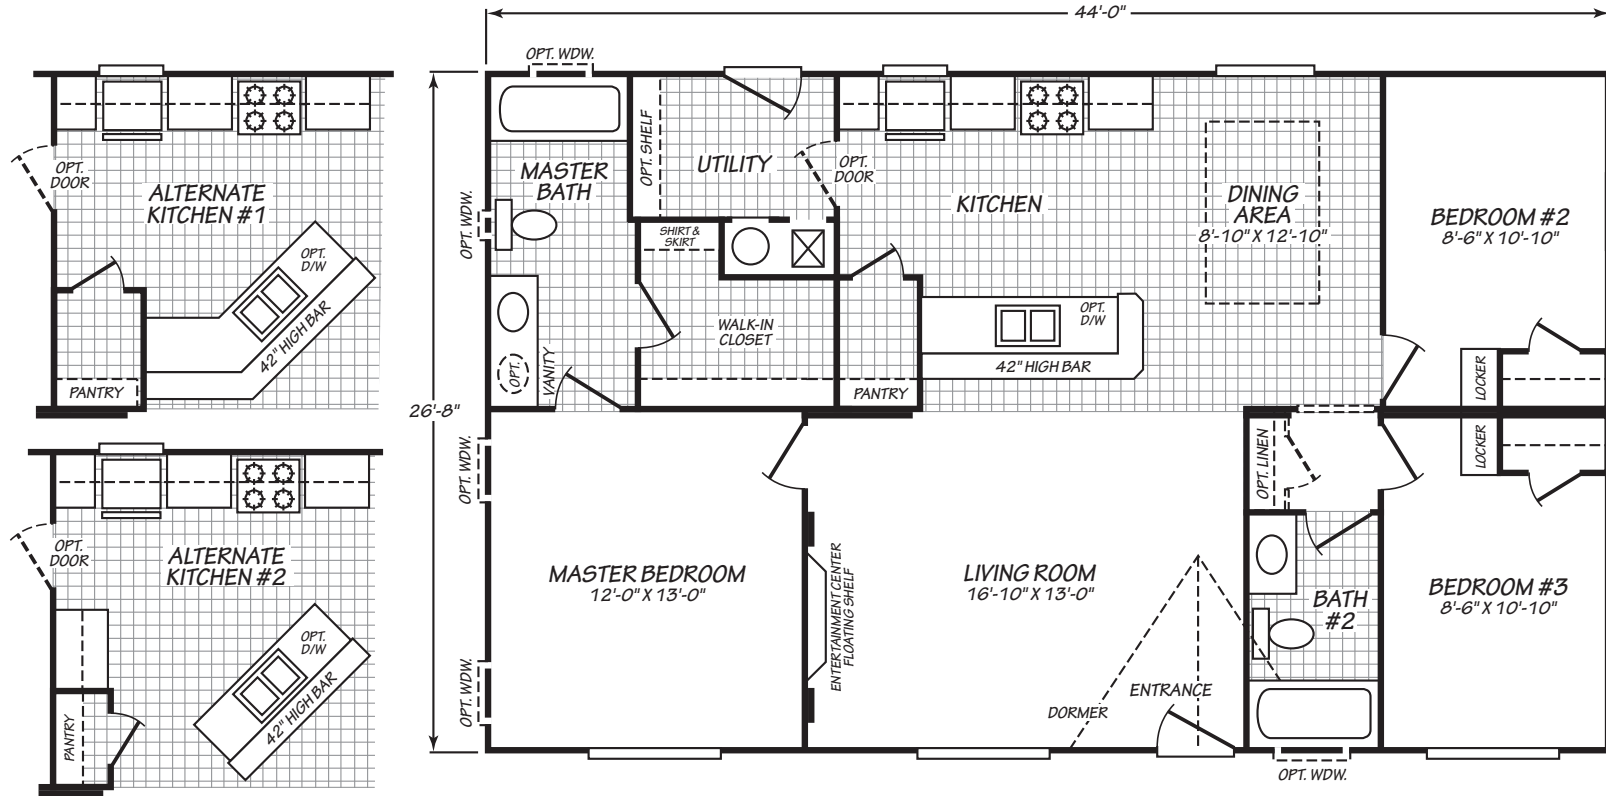 44'-0"
OPT. WDW.
OPT.
DOOR
ALTERNATE
KITCHEN #1
OPT.
D/W
42" HIGH BAR
PANTRY
OPT.
DOOR
ALTERNATE
KITCHEN #2
OPT.
D/W
42" HIGH BAR
PANTRY
26'-8"
OPT. WDW.
OPT. WDW.
OPT. WDW.
MASTER
BATH
OPT. SHELF
UTILITY
OPT.
DOOR
SHIRT &
SKIRT
OPT.
VANITY
WALK-IN
CLOSET
KITCHEN
DINING
AREA
8'-10" X 12'-10"
OPT.
D/W
42" HIGH BAR
PANTRY
BEDROOM #2
8'-6" X 10'-10"
LOCKER
LOCKER
OPT. LINEN
MASTER BEDROOM
12'-0" X 13'-0"
ENTERTAINMENT CENTER
FLOATING SHELF
LIVING ROOM
16'-10" X 13'-0"
BATH
#2
BEDROOM #3
8'-6" X 10'-10"
ENTRANCE
DORMER
OPT. WDW.